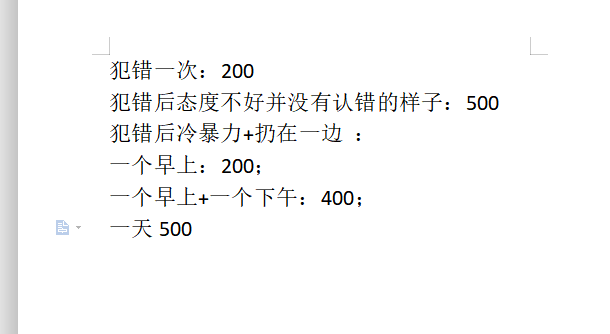 犯错一次：200
犯错后态度不好并没有认错的样子：500
犯错后冷暴力+扔在一边 ：
一个早上：200；
一个早上+一个下午：400；
一天 500